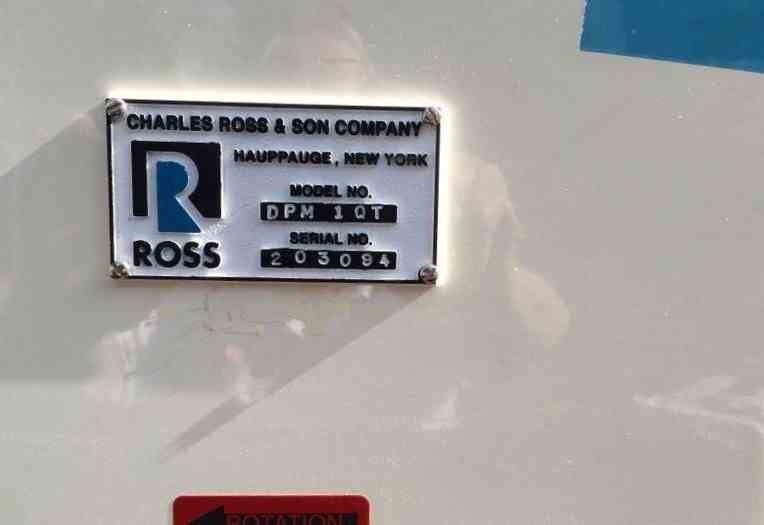 CHARLES ROSS & SON COMPANY
HAUPPAUGE, NEW YORK
MODEL NO.
DPM 1QT
SERIAL NO.
203094
R
ROSS
ROTATION